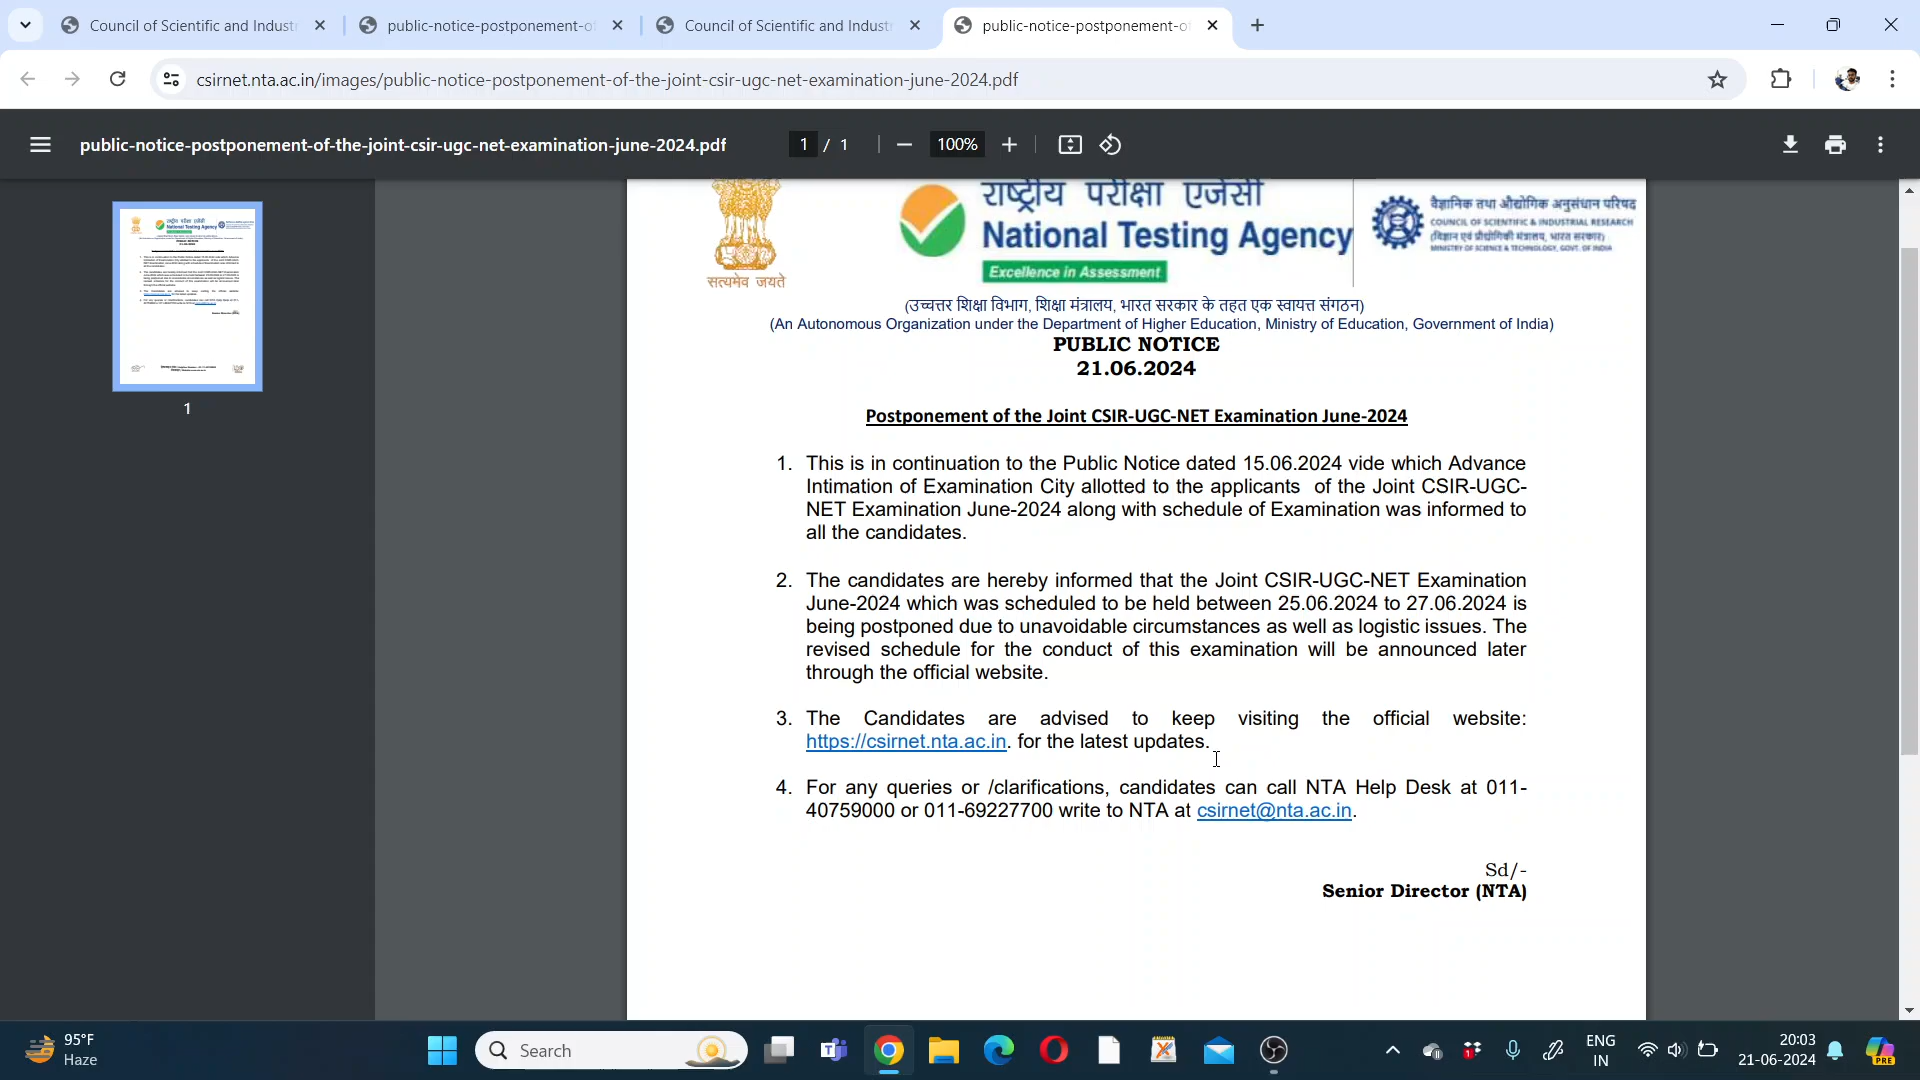 Council of Scientific and Industr
public-notice-postponement-o
Council of Scientific and Industr
public-notice-postponement-o
csirnet.nta.ac.in/images/public-notice-postponement-of-the-joint-csir-ugc-net-examination-june-2024.pdf
public-notice-postponement-of-the-joint-csir-ugc-net-examination-june-2024.pdf
1 / 1
100%
1
राष्ट्रीय परीक्षा एजेंसी
National Testing Agency
Excellence in Assessment
सत्यमेव जयते
वैज्ञानिक तथा औद्योगिक अनुसंधान परिषद
COUNCIL OF SCIENTIFIC & INDUSTRIAL RESEARCH
(विज्ञान एवं प्रौद्योगिकी मंत्रालय, भारत सरकार)
MINISTRY OF SCIENCE & TECHNOLOGY, GOVT. OF INDIA
(उच्चत्तर शिक्षा विभाग, शिक्षा मंत्रालय, भारत सरकार के तहत एक स्वायत्त संगठन)
(An Autonomous Organization under the Department of Higher Education, Ministry of Education, Government of India)
PUBLIC NOTICE
21.06.2024
Postponement of the Joint CSIR-UGC-NET Examination June-2024
1. This is in continuation to the Public Notice dated 15.06.2024 vide which Advance
Intimation of Examination City allotted to the applicants of the Joint CSIR-UGC-
NET Examination June-2024 along with schedule of Examination was informed to
all the candidates.
2. The candidates are hereby informed that the Joint CSIR-UGC-NET Examination
June-2024 which was scheduled to be held between 25.06.2024 to 27.06.2024 is
being postponed due to unavoidable circumstances as well as logistic issues. The
revised schedule for the conduct of this examination will be announced later
through the official website.
3. The Candidates are advised to keep visiting the official website:
https://csirnet.nta.ac.in. for the latest updates.
4. For any queries or /clarifications, candidates can call NTA Help Desk at 011-
40759000 or 011-69227700 write to NTA at csirnet@nta.ac.in.
Sd/-
Senior Director (NTA)
95°F
Haze
Search
ENG
IN
20:03
21-06-2024